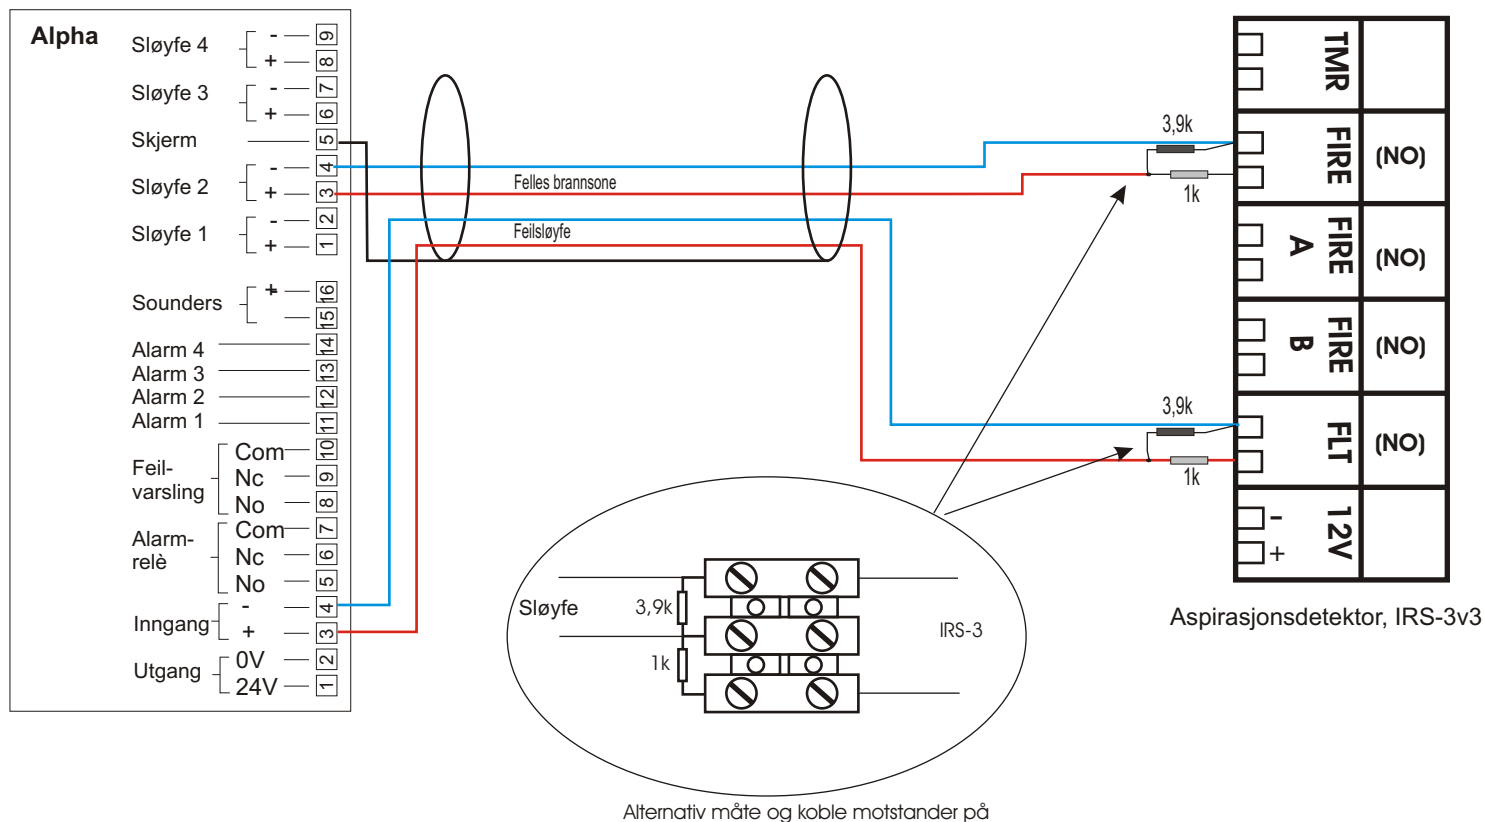 Alpha
Sløyfe 4
-
9
+
8
Sløyfe 3
-
7
+
6
Skjerm
5
Sløyfe 2
-
4
+
3
Sløyfe 1
-
2
+
1
Sounders
+
-
16
15
Alarm 4
14
Alarm 3
13
Alarm 2
12
Alarm 1
11
Feil-
varsling
Com
10
Nc
9
No
8
Alarm-
relè
Com
7
Nc
6
No
5
Inngang
-
4
+
3
Utgang
0V
2
24V
1
Felles brannsone
Feilsløyfe
3,9k
1k
3,9k
1k
TMR
FIRE
(NO)
FIRE
A
(NO)
FIRE
B
(NO)
FLT
(NO)
12V
-
+
Aspirasjonsdetektor, IRS-3v3
Sløyfe
3,9k
1k
IRS-3
Alternativ måte og koble motstander på